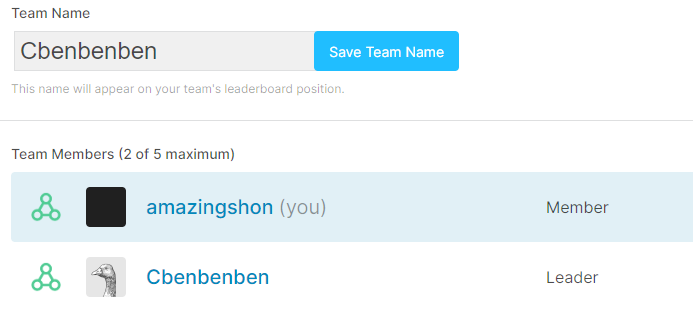 Team Name
Cbenbenben
Save Team Name
This name will appear on your team's leaderboard position.
Team Members (2 of 5 maximum)
amazingshon (you) Member
Cbenbenben Leader